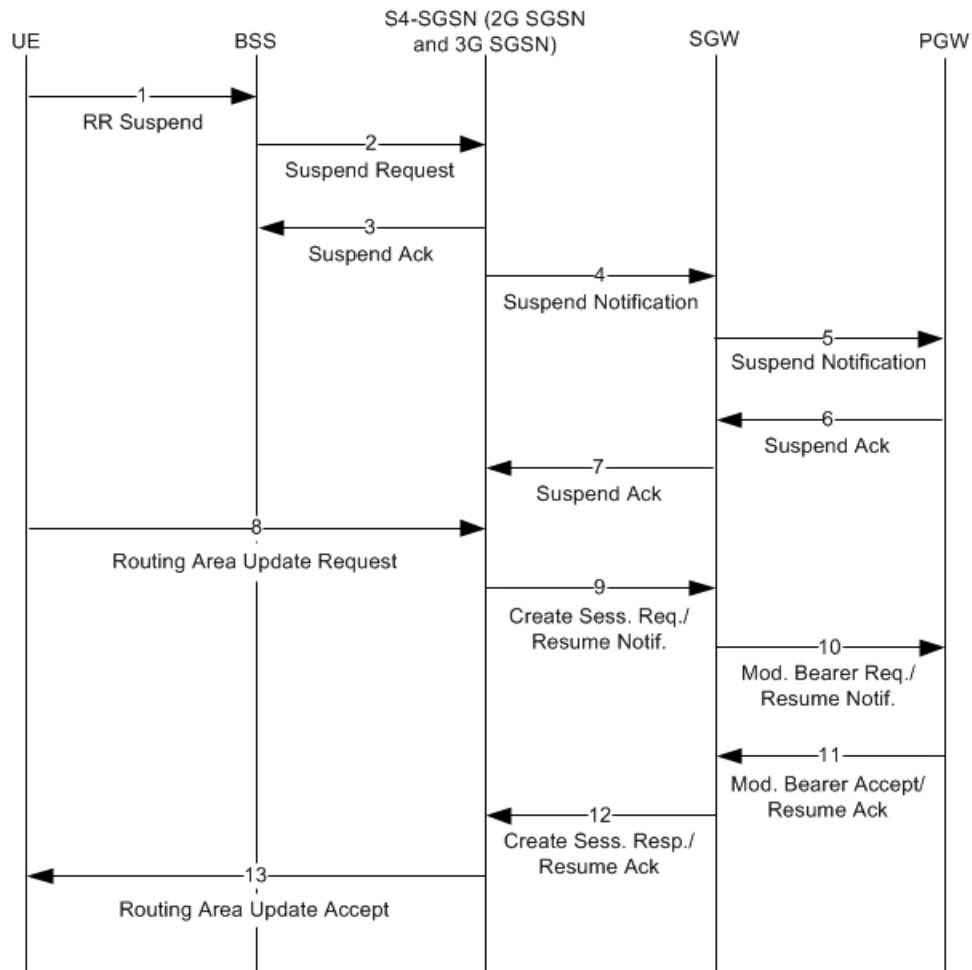 S4-SGSN (2G SGSN
and 3G SGSN)
UE
BSS
SGW
PGW
1
RR Suspend
2
Suspend Request
3
Suspend Ack
4
Suspend Notification
5
Suspend Notification
6
Suspend Ack
7
Suspend Ack
8
Routing Area Update Request
9
Create Sess. Req./
Resume Notif.
10
Mod. Bearer Req./
Resume Notif.
11
Mod. Bearer Accept/
Resume Ack
12
Create Sess. Resp./
Resume Ack
13
Routing Area Update Accept